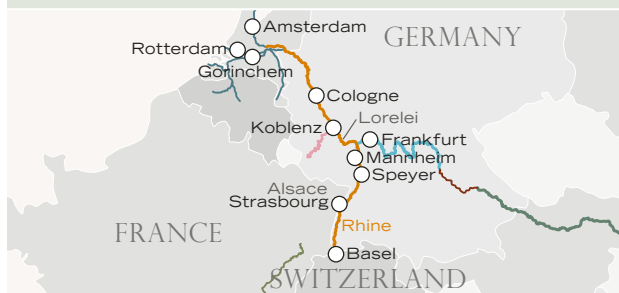 Amsterdam
GERMANY
Rotterdam
Gorinchem
Cologne
Lorelei
Koblenz
Frankfurt
Mannheim
Speyer
Alsace
Strasbourg
Rhine
FRANCE
Basel
SWITZERLAND